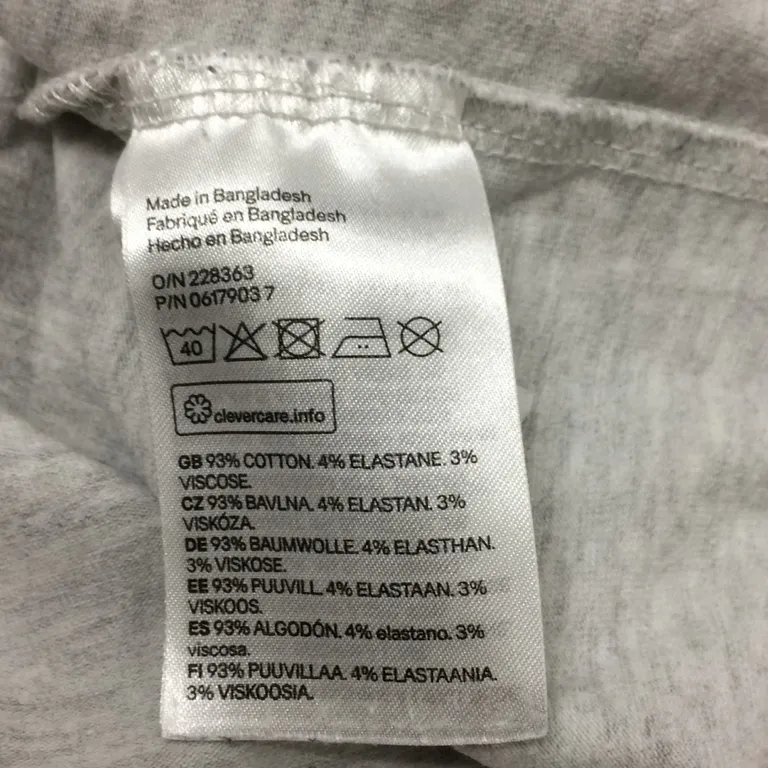 Made in Bangladesh
Fabriqué en Bangladesh
Hecho en Bangladesh
O/N 228363
P/N 0617903 7
40
clevercare.info
GB 93% COTTON. 4% ELASTANE. 3%
VISCOSE.
CZ 93% BAVLNA. 4% ELASTAN. 3%
VISKÓZA.
DE 93% BAUMWOLLE. 4% ELASTHAN.
3% VISKOSE.
EE 93% PUUVILL. 4% ELASTAAN. 3%
VISKOOS.
ES 93% ALGODÓN. 4% elastano. 3%
viscosa.
FI 93% PUUVILLAA. 4% ELASTAANIA.
3% VISKOOSIA.